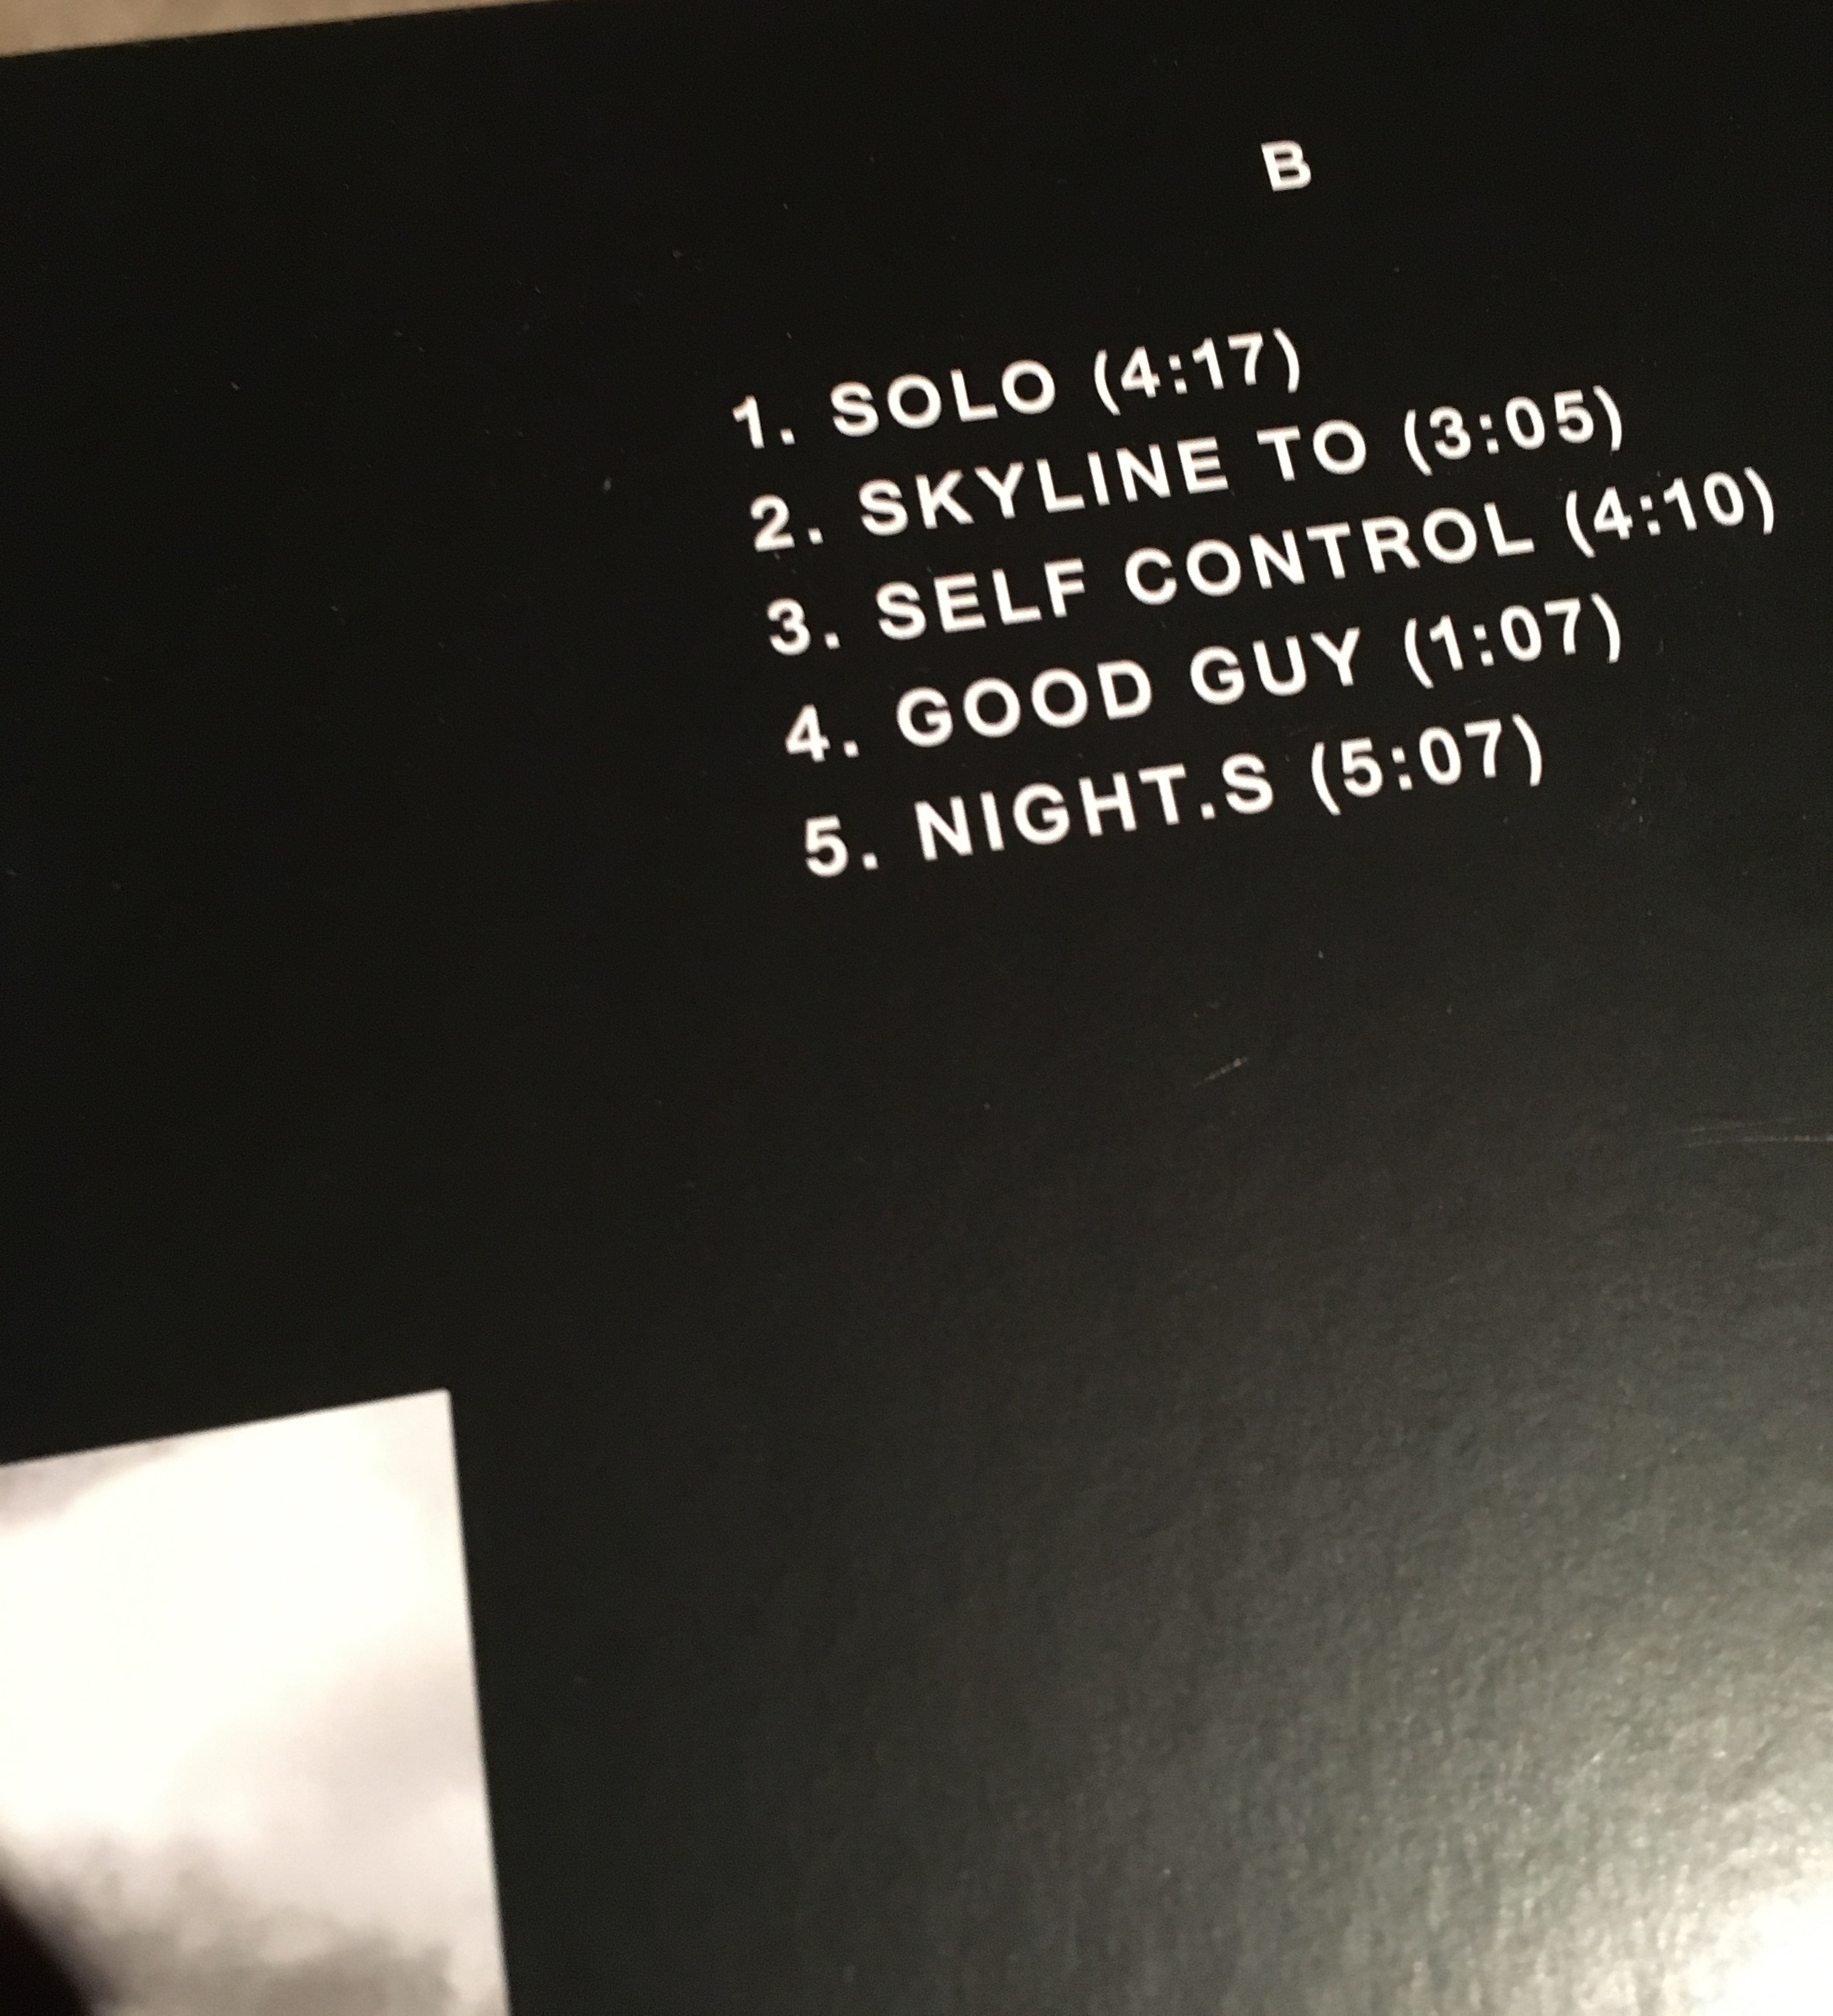 B
1. SOLO (4:17)
2. SKYLINE TO (3:05)
3. SELF CONTROL (4:10)
4. GOOD GUY (1:07)
5. NIGHT.S (5:07)